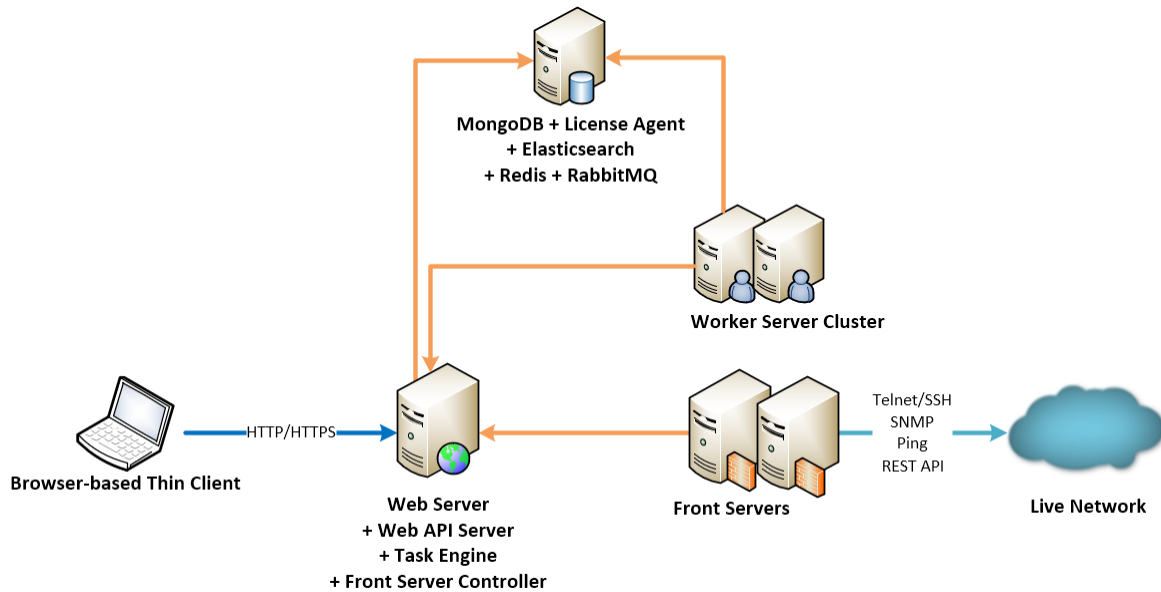 MongoDB + License Agent
+ Elasticsearch
+ Redis + RabbitMQ
Worker Server Cluster
HTTP/HTTPS
Browser-based Thin Client
Web Server
+ Web API Server
+ Task Engine
+ Front Server Controller
Front Servers
Telnet/SSH
SNMP
Ping
REST API
Live Network